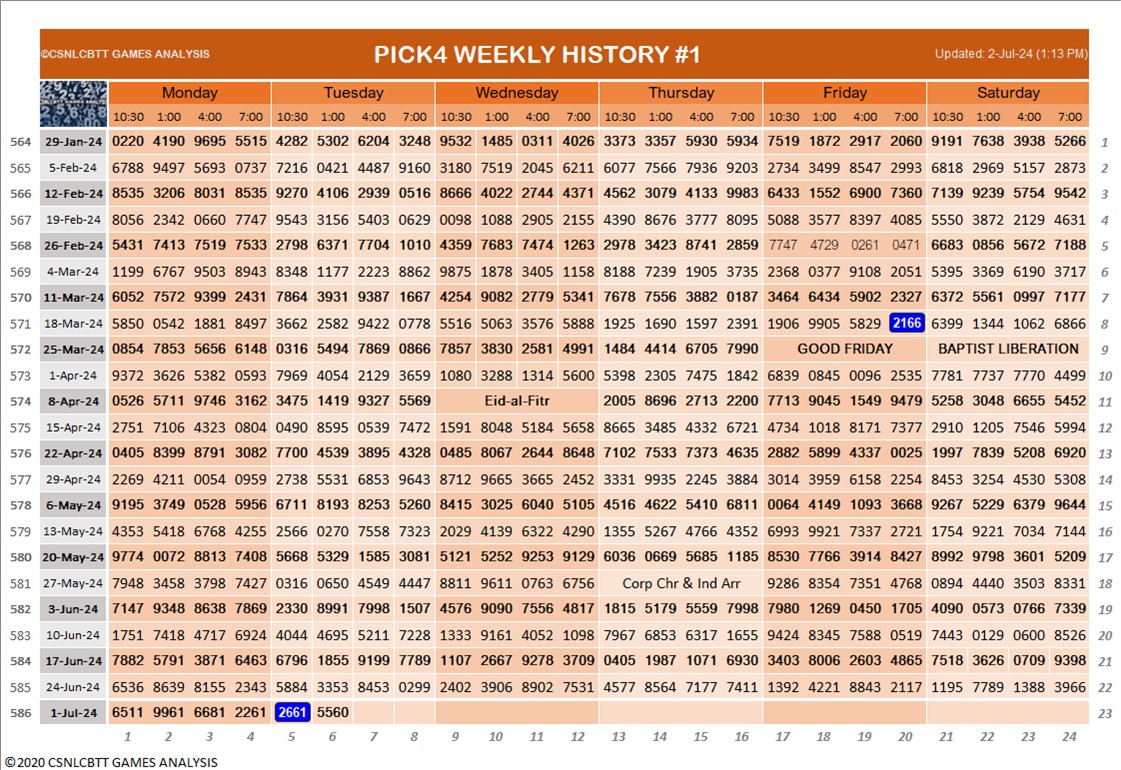 ©CSNLCBTT GAMES ANALYSIS PICK4 WEEKLY HISTORY #1 Updated: 2-Jul-24 (1:13 PM)
Monday Tuesday Wednesday Thursday Friday Saturday
10:30 1:00 4:00 7:00 10:30 1:00 4:00 7:00 10:30 1:00 4:00 7:00 10:30 1:00 4:00 7:00 10:30 1:00 4:00 7:00 10:30 1:00 4:00 7:00
564 29-Jan-24 0220 4190 9695 5515 4282 5302 6204 3248 9532 1485 0311 4026 3373 3357 5930 5934 7519 1872 2917 2060 9191 7638 3938 5266 1
565 5-Feb-24 6788 9497 5693 0737 7216 0421 4487 9160 3180 7519 2045 6211 6077 7566 7936 9203 2734 3499 8547 2993 6818 2969 5157 2873 2
566 12-Feb-24 8535 3206 8031 8535 9270 4106 2939 0516 8666 4022 2744 4371 4562 3079 4133 9983 6433 1552 6900 7360 7139 9239 5754 9542 3
567 19-Feb-24 8056 2342 0660 7747 9543 3156 5403 0629 0098 1088 2905 2155 4390 8676 3777 8095 5088 3577 8397 4085 5550 3872 2129 4631 4
568 26-Feb-24 5431 7413 7519 7533 2798 6371 7704 1010 4359 7683 7474 1263 2978 3423 8741 2859 7747 4729 0261 0471 6683 0856 5672 7188 5
569 4-Mar-24 1199 6767 9503 8943 8348 1177 2223 8862 9875 1878 3405 1158 8188 7239 1905 3735 2368 0377 9108 2051 5395 3369 6190 3717 6
570 11-Mar-24 6052 7572 9399 2431 7864 3931 9387 1667 4254 9082 2779 5341 7678 7556 3882 0187 3464 6434 5902 2327 6372 5561 0997 7177 7
571 18-Mar-24 5850 0542 1881 8497 3662 2582 9422 0778 5516 5063 3576 5888 1925 1690 1597 2391 1906 9905 5829 2166 6399 1344 1062 6866 8
572 25-Mar-24 0854 7853 5656 6148 0316 5494 7869 0866 7857 3830 2581 4991 1484 4414 6705 7990 GOOD FRIDAY BAPTIST LIBERATION 9
573 1-Apr-24 9372 3626 5382 0593 7969 4054 2129 3659 1080 3288 1314 5600 5398 2305 7475 1842 6839 0845 0096 2535 7781 7737 7770 4499 10
574 8-Apr-24 0526 5711 9746 3162 3475 1419 9327 5569 Eid-al-Fitr 2005 8696 2713 2200 7713 9045 1549 9479 5258 3048 6655 5452 11
575 15-Apr-24 2751 7106 4323 0804 0490 8595 0539 7472 1591 8048 5184 5658 8665 3485 4332 6721 4734 1018 8171 7377 2910 1205 7546 5994 12
576 22-Apr-24 0405 8399 8791 3082 7700 4539 3895 4328 0485 8067 2644 8648 7102 7533 7373 4635 2882 5899 4337 0025 1997 7839 5208 6920 13
577 29-Apr-24 2269 4211 0054 0959 2738 5531 6853 9643 8712 9665 3665 2452 3331 9935 2245 3884 3014 3959 6158 2254 8453 3254 4530 5308 14
578 6-May-24 9195 3749 0528 5956 6711 8193 8253 5260 8415 3025 6040 5105 4516 4622 5410 6811 0064 4149 1093 3668 9267 5229 6379 9644 15
579 13-May-24 4353 5418 6768 4255 2566 0270 7558 7323 2029 4139 6322 4290 1355 5267 4766 4352 6993 9921 7337 2721 1754 9221 7034 7144 16
580 20-May-24 9774 0072 8813 7408 5668 5329 1585 3081 5121 5252 9253 9129 6036 0669 5685 1185 8530 7766 3914 8427 8992 9798 3601 5209 17
581 27-May-24 7948 3458 3798 7427 0316 0650 4549 4447 8811 9611 0763 6756 Corp Chr & Ind Arr 9286 8354 7351 4768 0894 4440 3503 8331 18
582 3-Jun-24 7147 9348 8638 7869 2330 8991 7998 1507 4576 9090 7556 4817 1815 5179 5559 7998 7980 1269 0450 1705 4090 0573 0766 7339 19
583 10-Jun-24 1751 7418 4717 6924 4044 4695 5211 7228 1333 9161 4052 1098 7967 6853 6317 1655 9424 8345 7588 0519 7443 0129 0600 8526 20
584 17-Jun-24 7882 5791 3871 6463 6796 1855 9199 7789 1107 2667 9278 3709 0405 1987 1071 6930 3403 8006 2603 4865 7518 3626 0709 9398 21
585 24-Jun-24 6536 8639 8155 2343 5884 3353 8453 0299 2402 3906 8902 7531 4577 8564 7177 7411 1392 4221 8843 2117 1195 7789 1388 3966 22
586 1-Jul-24 6511 9961 6681 2261 2661 5560 23
1 2 3 4 5 6 7 8 9 10 11 12 13 14 15 16 17 18 19 20 21 22 23 24
©2020 CSNLCBTT GAMES ANALYSIS